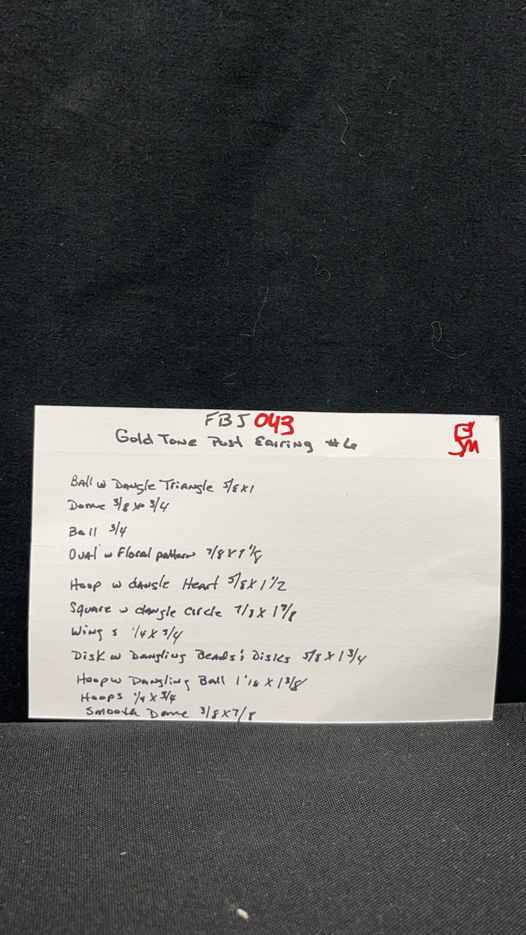 FBJ 043
Gold Tone Post Earring #6
Ball w Dangle Triangle 5/8 x 1
Dome 3/8 x 3/4
Ball 3/4
Oval w Floral pattern 7/8 x 1 1/8
Hoop w dangle Heart 5/8 x 1 1/2
Square w dangle circle 7/8 x 1 7/8
Wings 1/4 x 3/4
Disk w Dangling Beads & Disks 5/8 x 1 3/4
Hoop w Dangling Ball 1 1/8 x 1 3/8
Hoops 1/4 x 3/4
Smooth Dome 3/8 x 7/8